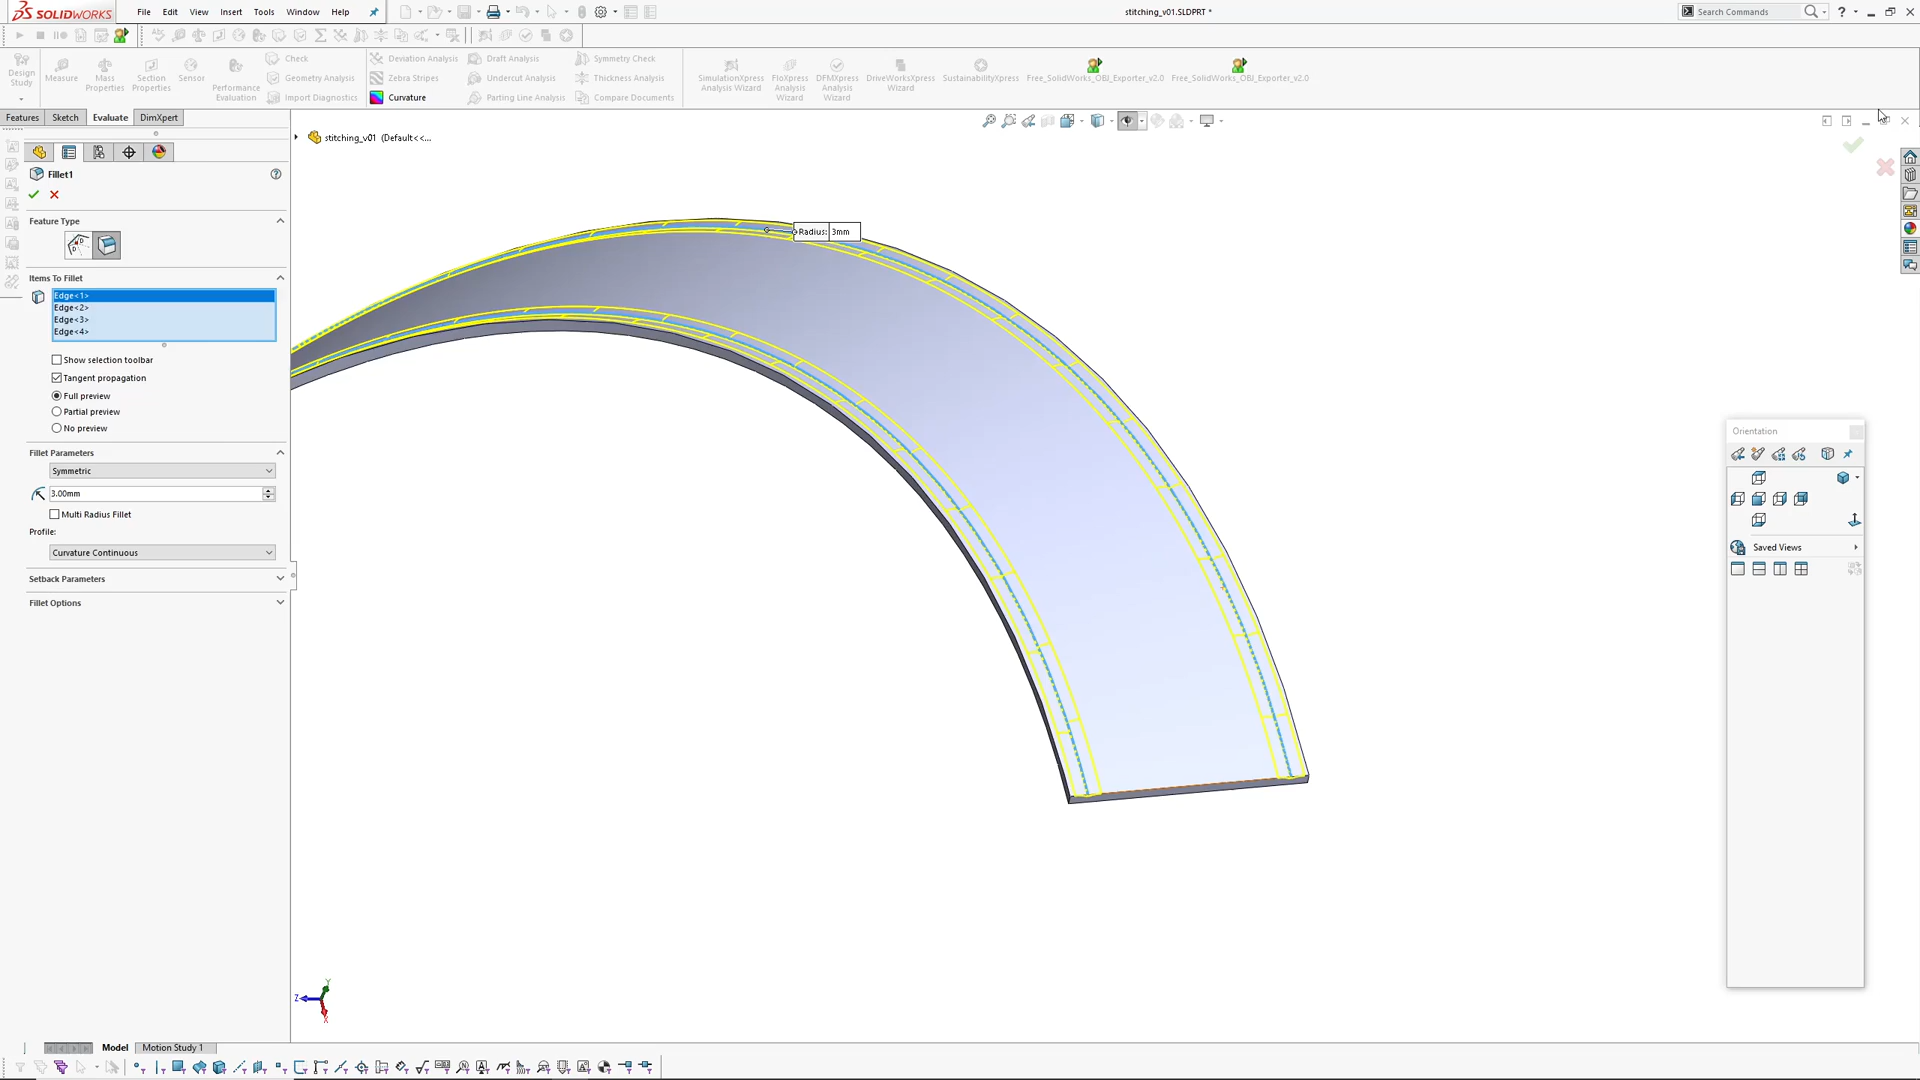 SOLIDWORKS File Edit View Insert Tools Window Help
stitching_v01.SLDPRT *
Search Commands
Design Study
Measure
Mass Properties
Section Properties
Sensor
Performance Evaluation
Check
Geometry Analysis
Import Diagnostics
Deviation Analysis
Zebra Stripes
Curvature
Draft Analysis
Undercut Analysis
Parting Line Analysis
Symmetry Check
Thickness Analysis
Compare Documents
SimulationXpress Analysis Wizard
FloXpress Analysis Wizard
DFMXpress Analysis Wizard
DriveWorksXpress Wizard
SustainabilityXpress
Free_SolidWorks_OBJ_Exporter_v2.0
Free_SolidWorks_OBJ_Exporter_v2.0
Features Sketch Evaluate DimXpert
stitching_v01 (Default<<...
Fillet1
Feature Type
Items To Fillet
Edge<1>
Edge<2>
Edge<3>
Edge<4>
Show selection toolbar
Tangent propagation
Full preview
Partial preview
No preview
Fillet Parameters
Symmetric
3.00mm
Multi Radius Fillet
Profile:
Curvature Continuous
Setback Parameters
Fillet Options
Radius: 3mm
Orientation
Saved Views
Z
Y
X
Model Motion Study 1